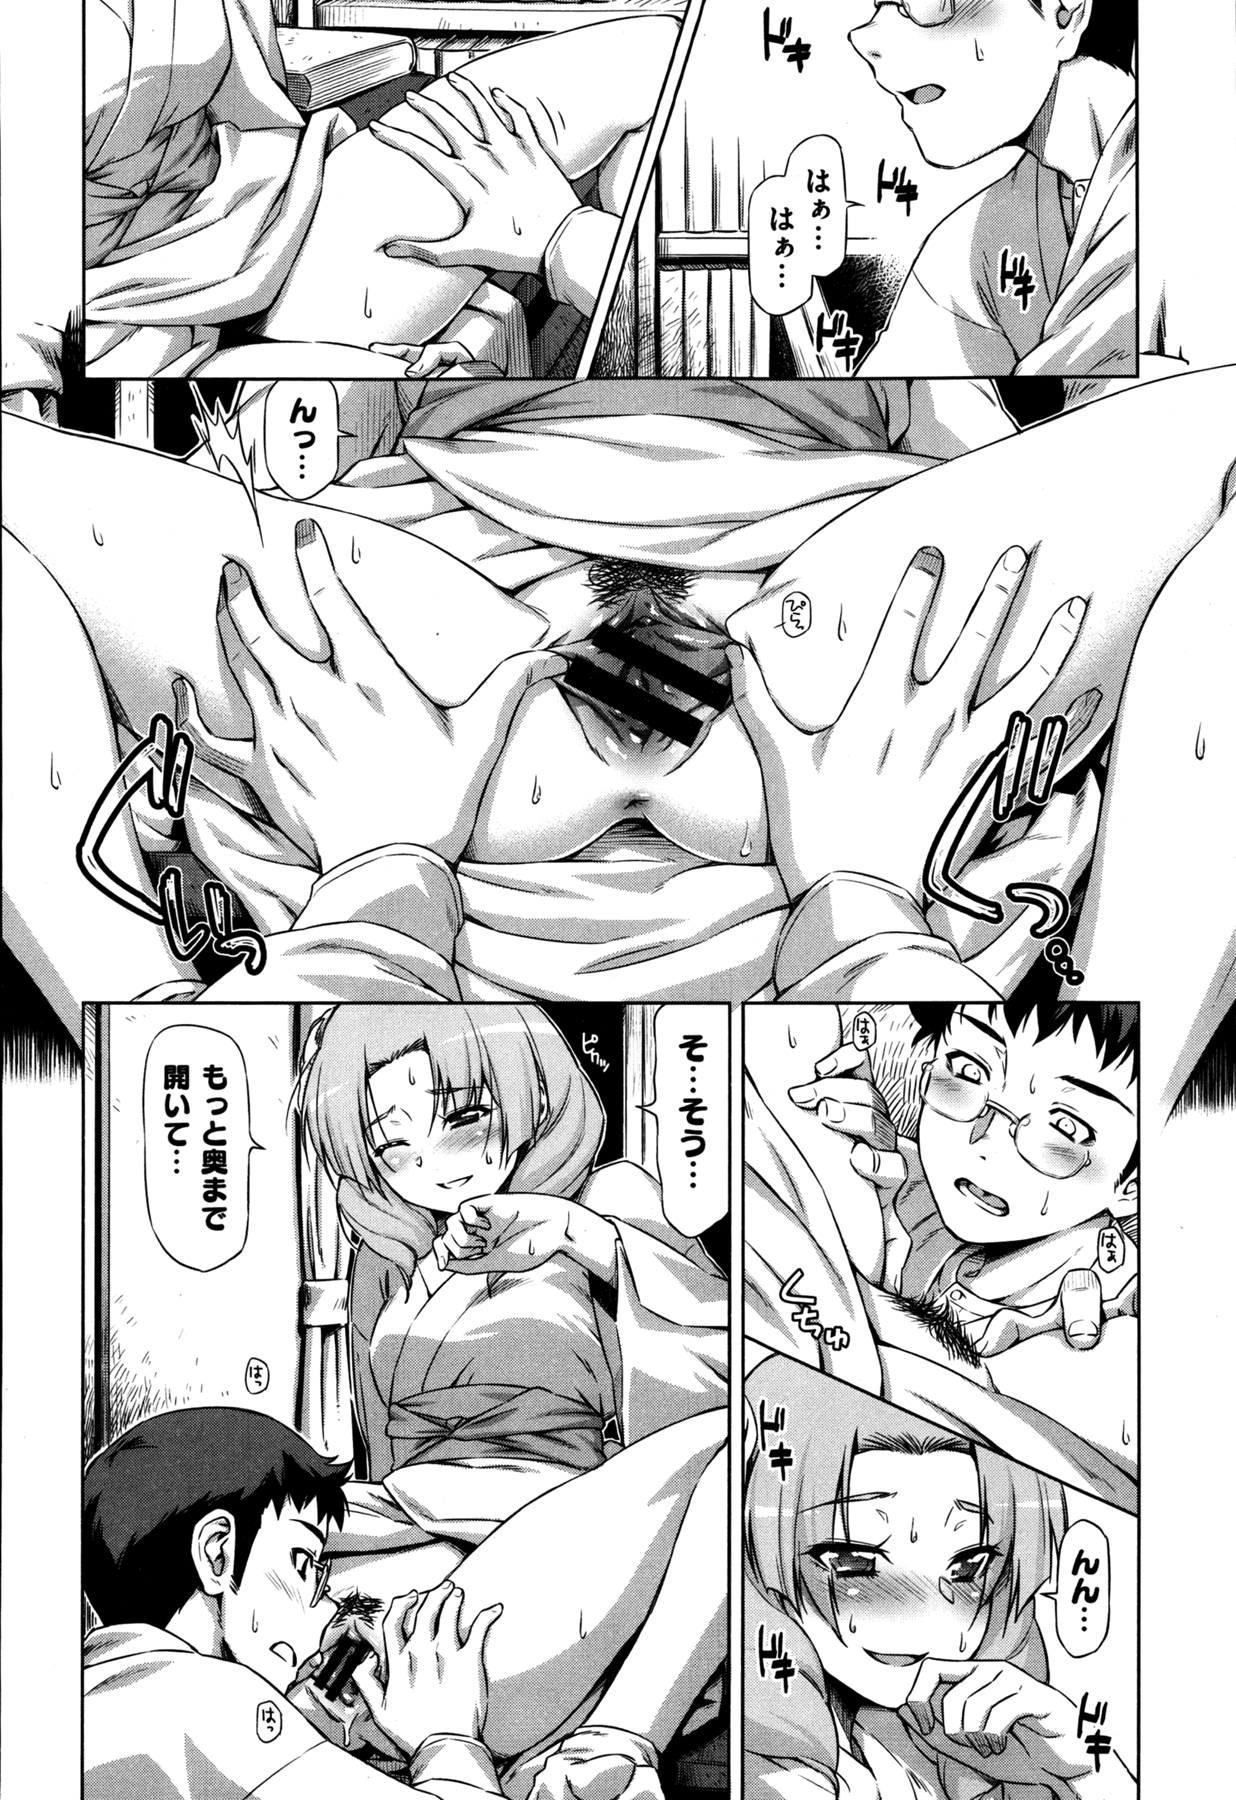 ドキ
はぁ…
はぁ…
ドキ
ドキ
ドキ
んっ…
ぴらっ
ぐいっ
ぐいっ…
はぁ
はぁ
くちゅ
ドキ
んん…
ドキ
ドキ
そ…そう…
ピクッ
もっと奥まで
開いて…
はっ
はっ